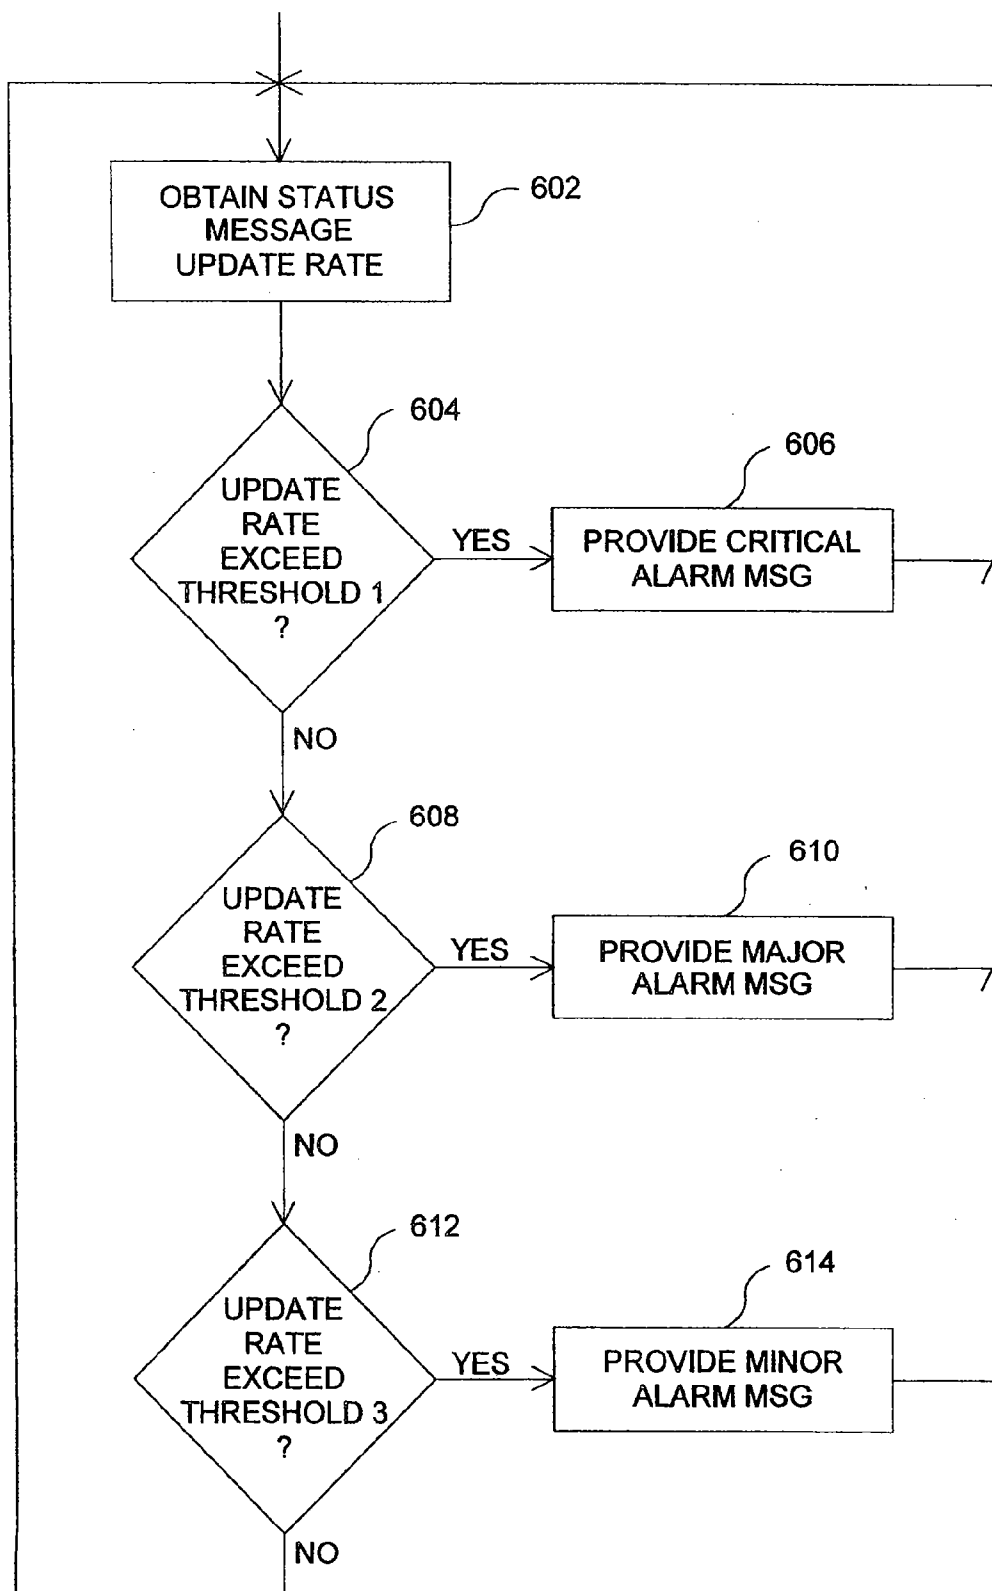 OBTAIN STATUS
MESSAGE
UPDATE RATE
602
604
UPDATE
RATE
EXCEED
THRESHOLD 1
?
YES
606
PROVIDE CRITICAL
ALARM MSG
NO
608
UPDATE
RATE
EXCEED
THRESHOLD 2
?
YES
610
PROVIDE MAJOR
ALARM MSG
NO
612
UPDATE
RATE
EXCEED
THRESHOLD 3
?
YES
614
PROVIDE MINOR
ALARM MSG
NO